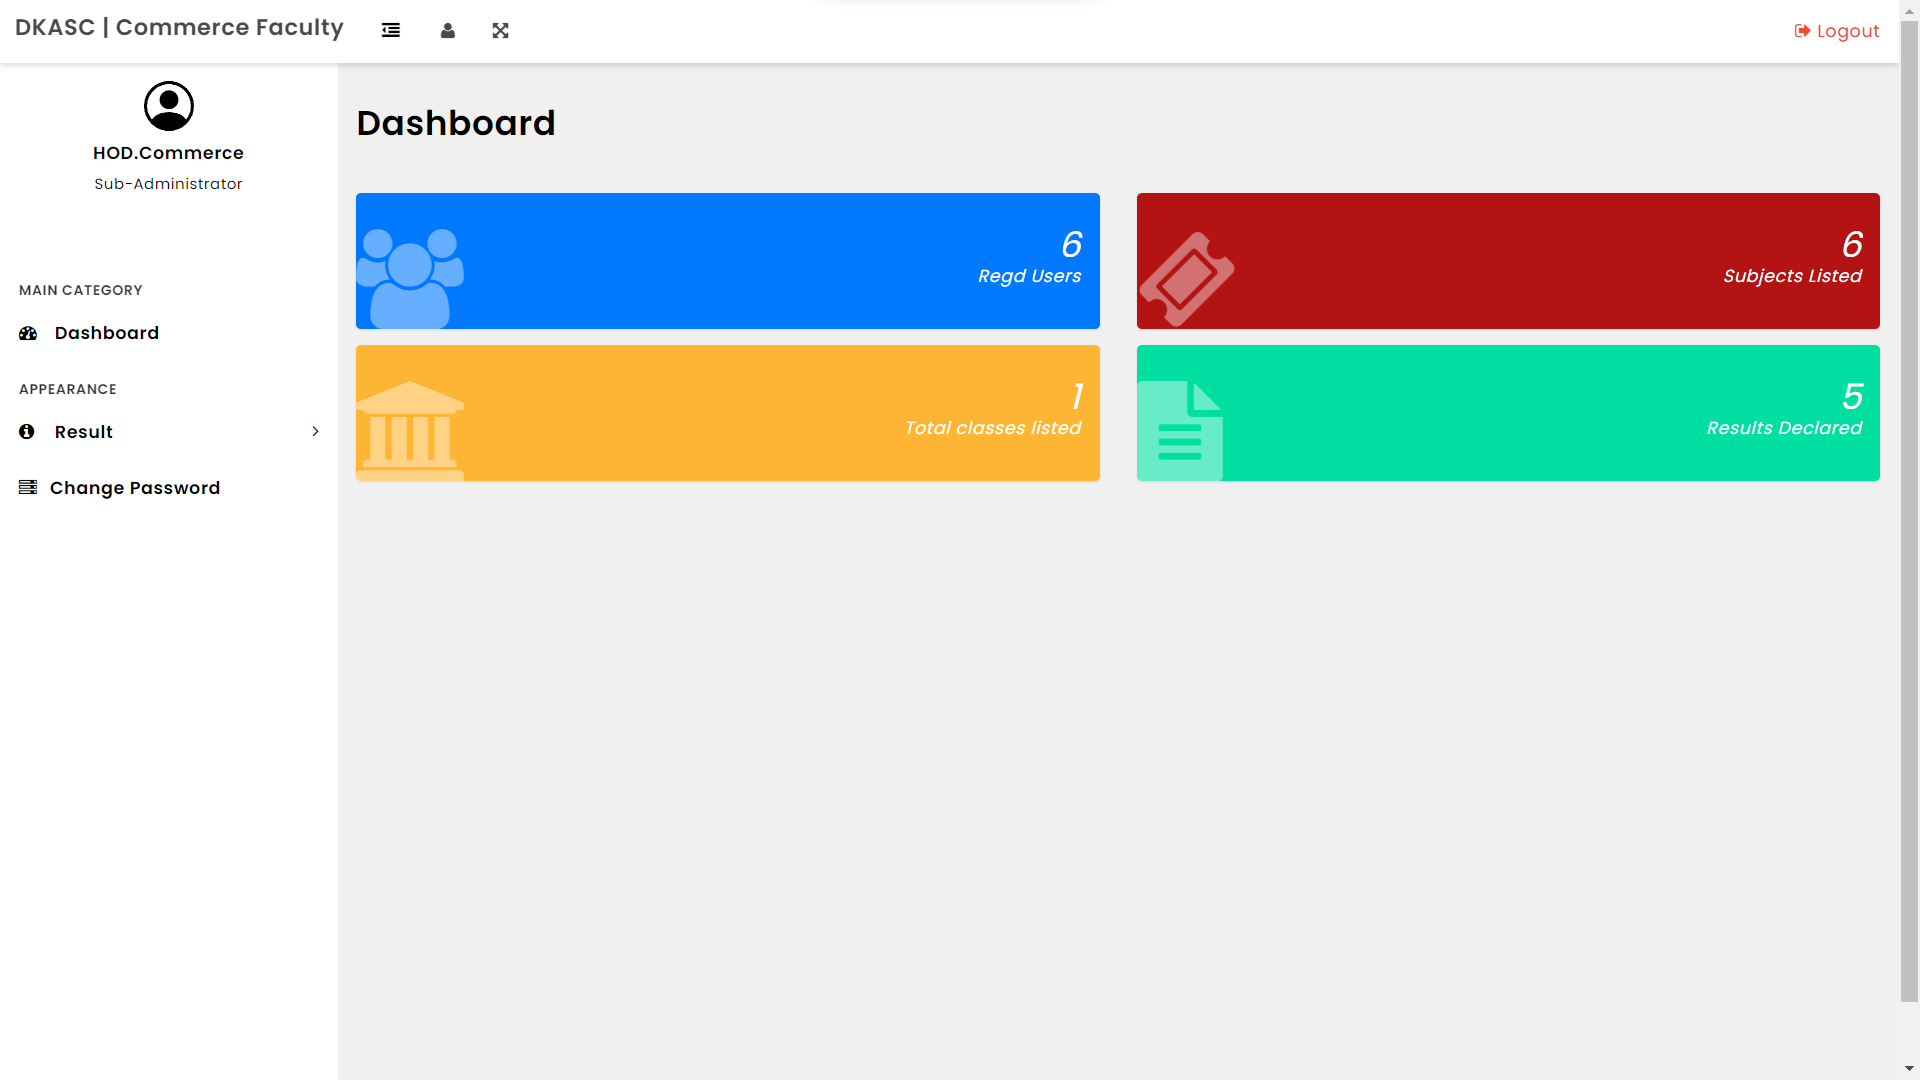 DKASC | Commerce Faculty
Logout
HOD.Commerce
Sub-Administrator
MAIN CATEGORY
Dashboard
APPEARANCE
Result
Change Password
Dashboard
6
Regd Users
6
Subjects Listed
1
Total classes listed
5
Results Declared